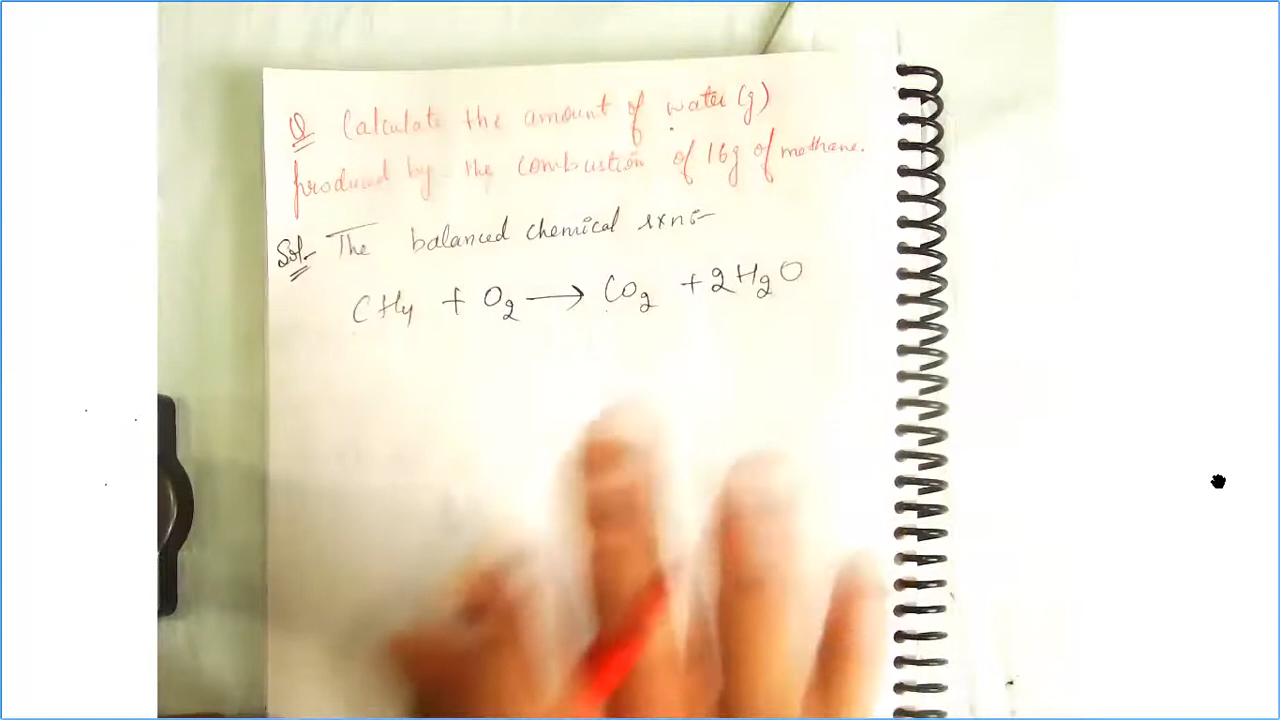 Q Calculate the amount of water (g)
produced by the combustion of 16g of methane.
Sol:- The balanced chemical rxn:-
CH₄ + O₂ → CO₂ + 2H₂O